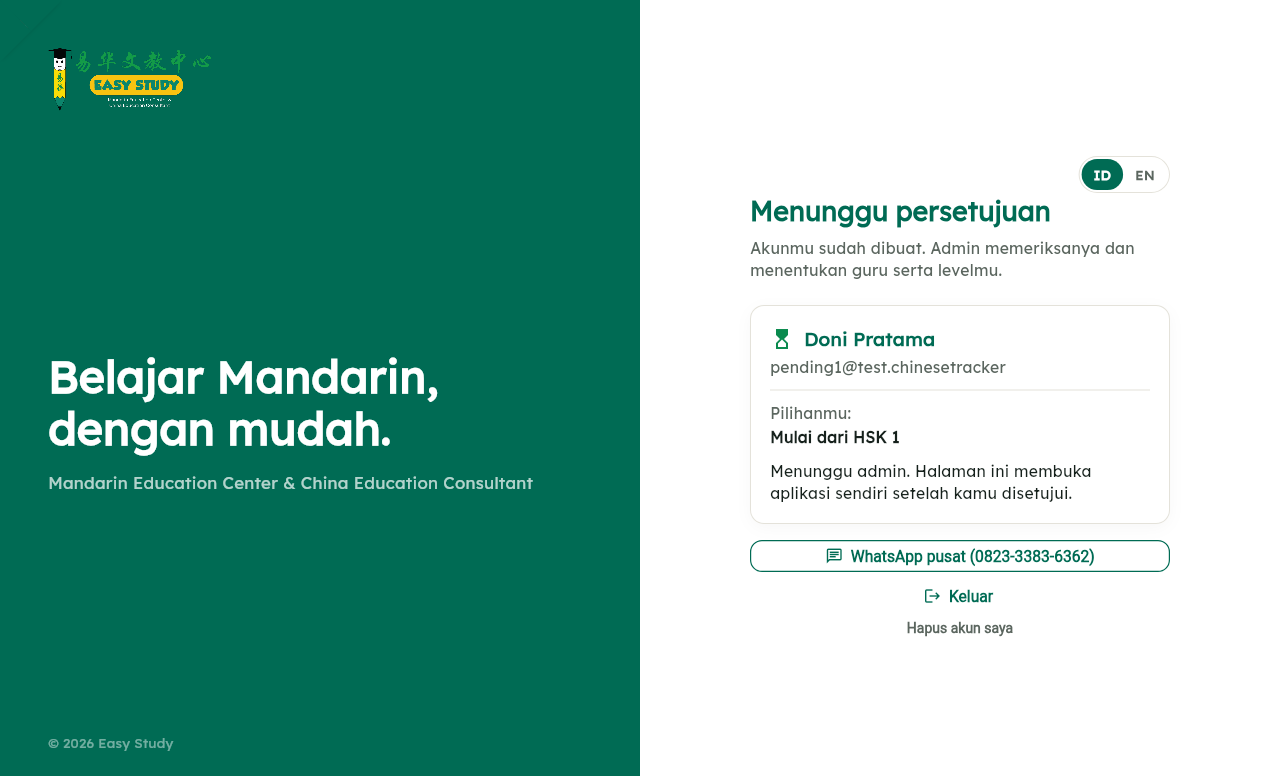 易华文教中心
EASY STUDY
Belajar Mandarin,
dengan mudah.
Mandarin Education Center & China Education Consultant
© 2026 Easy Study
ID
EN
Menunggu persetujuan
Akunmu sudah dibuat. Admin memeriksanya dan
menentukan guru serta levelmu.
Doni Pratama
pending1@test.chinesetracker
Pilihanmu:
Mulai dari HSK 1
Menunggu admin. Halaman ini membuka
aplikasi sendiri setelah kamu disetujui.
WhatsApp pusat (0823-3383-6362)
Keluar
Hapus akun saya